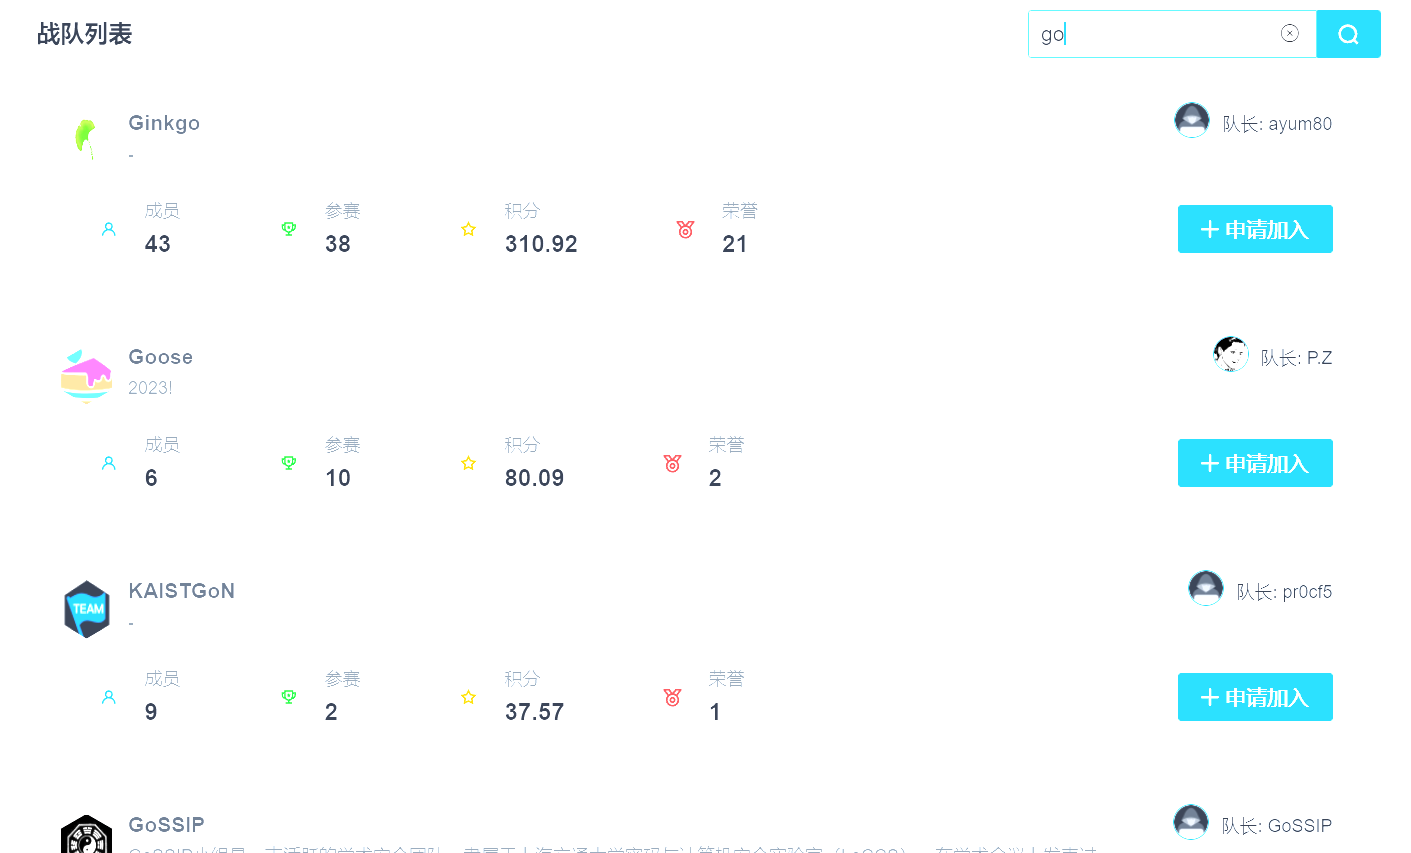 战队列表
go
Ginkgo
队长: ayum80
-
成员 参赛 积分 荣誉
43 38 310.92 21
申请加入
Goose
队长: P.Z
2023!
成员 参赛 积分 荣誉
6 10 80.09 2
申请加入
KAISTGoN
队长: pr0cf5
TEAM
-
成员 参赛 积分 荣誉
9 2 37.57 1
申请加入
GoSSIP
队长: GoSSIP